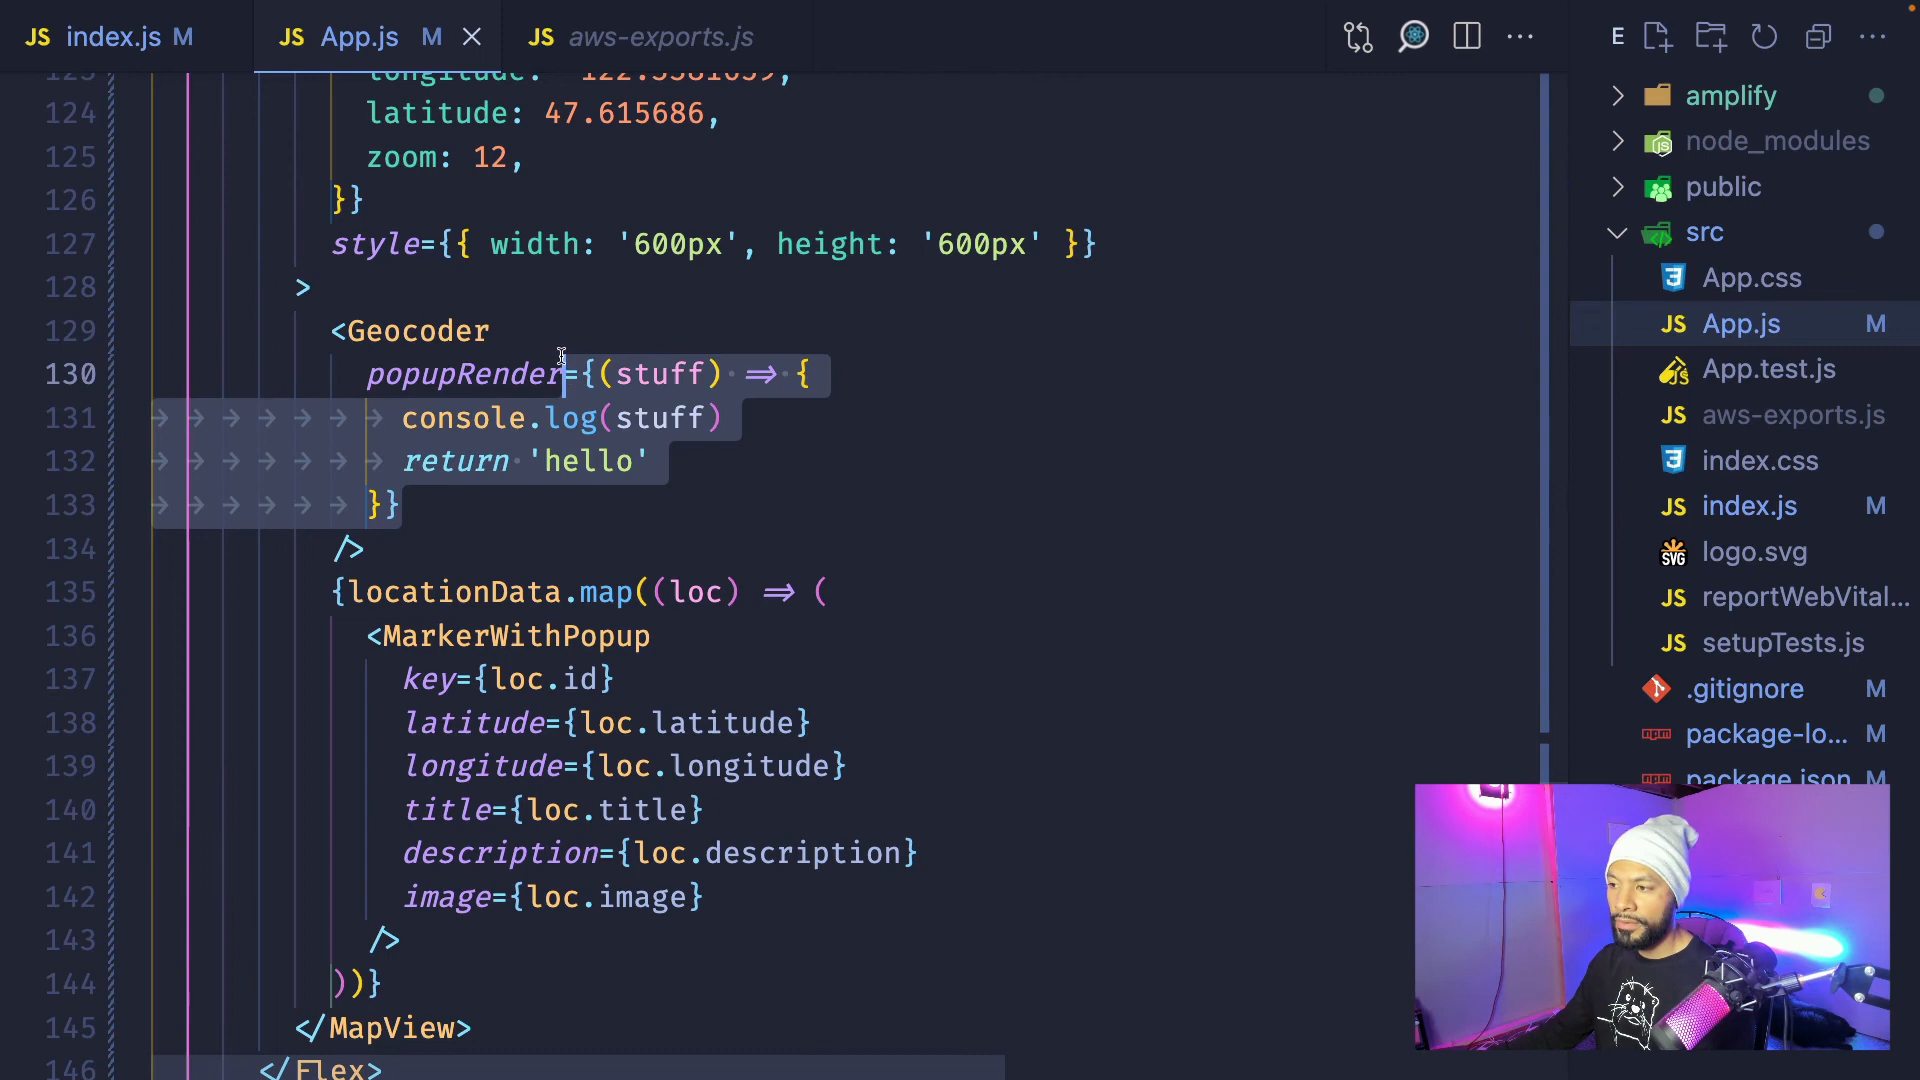 JS index.js M
JS App.js M
JS aws-exports.js
E
124 latitude: 47.615686,
125 zoom: 12,
126 }}
127 style={{ width: '600px', height: '600px' }}
128 >
129 <Geocoder
130 popupRender={(stuff) => {
131 console.log(stuff)
132 return 'hello'
133 }}
134 />
135 {locationData.map((loc) => (
136 <MarkerWithPopup
137 key={loc.id}
138 latitude={loc.latitude}
139 longitude={loc.longitude}
140 title={loc.title}
141 description={loc.description}
142 image={loc.image}
143 />
144 ))}
145 </MapView>
146 </Flex>
amplify
node_modules
public
src
App.css
JS App.js M
App.test.js
JS aws-exports.js
index.css
JS index.js M
SVG logo.svg
JS reportWebVital...
JS setupTests.js
.gitignore M
package-lo... M
package.json M